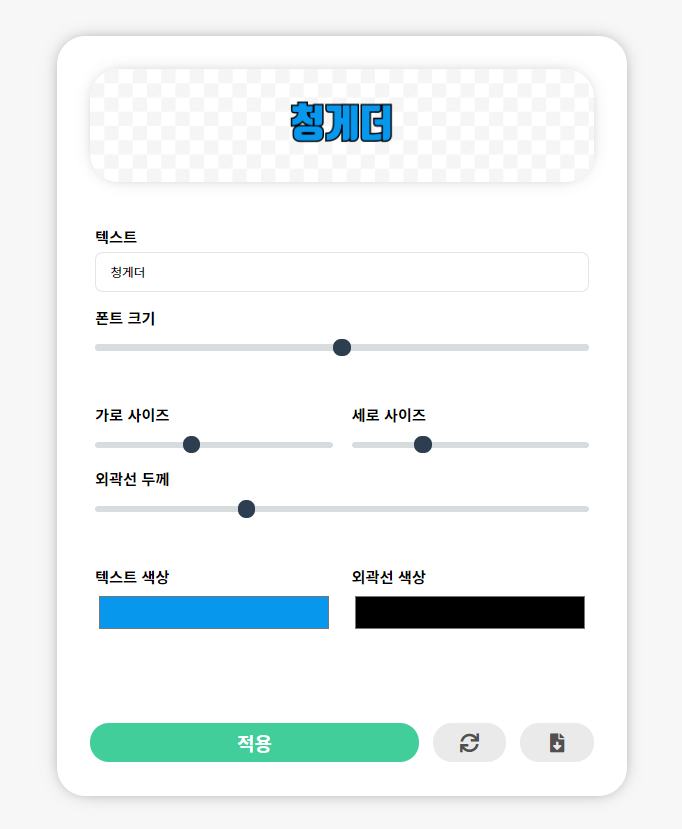 청게더
텍스트
청게더
폰트 크기
가로 사이즈
세로 사이즈
외곽선 두께
텍스트 색상
외곽선 색상
적용